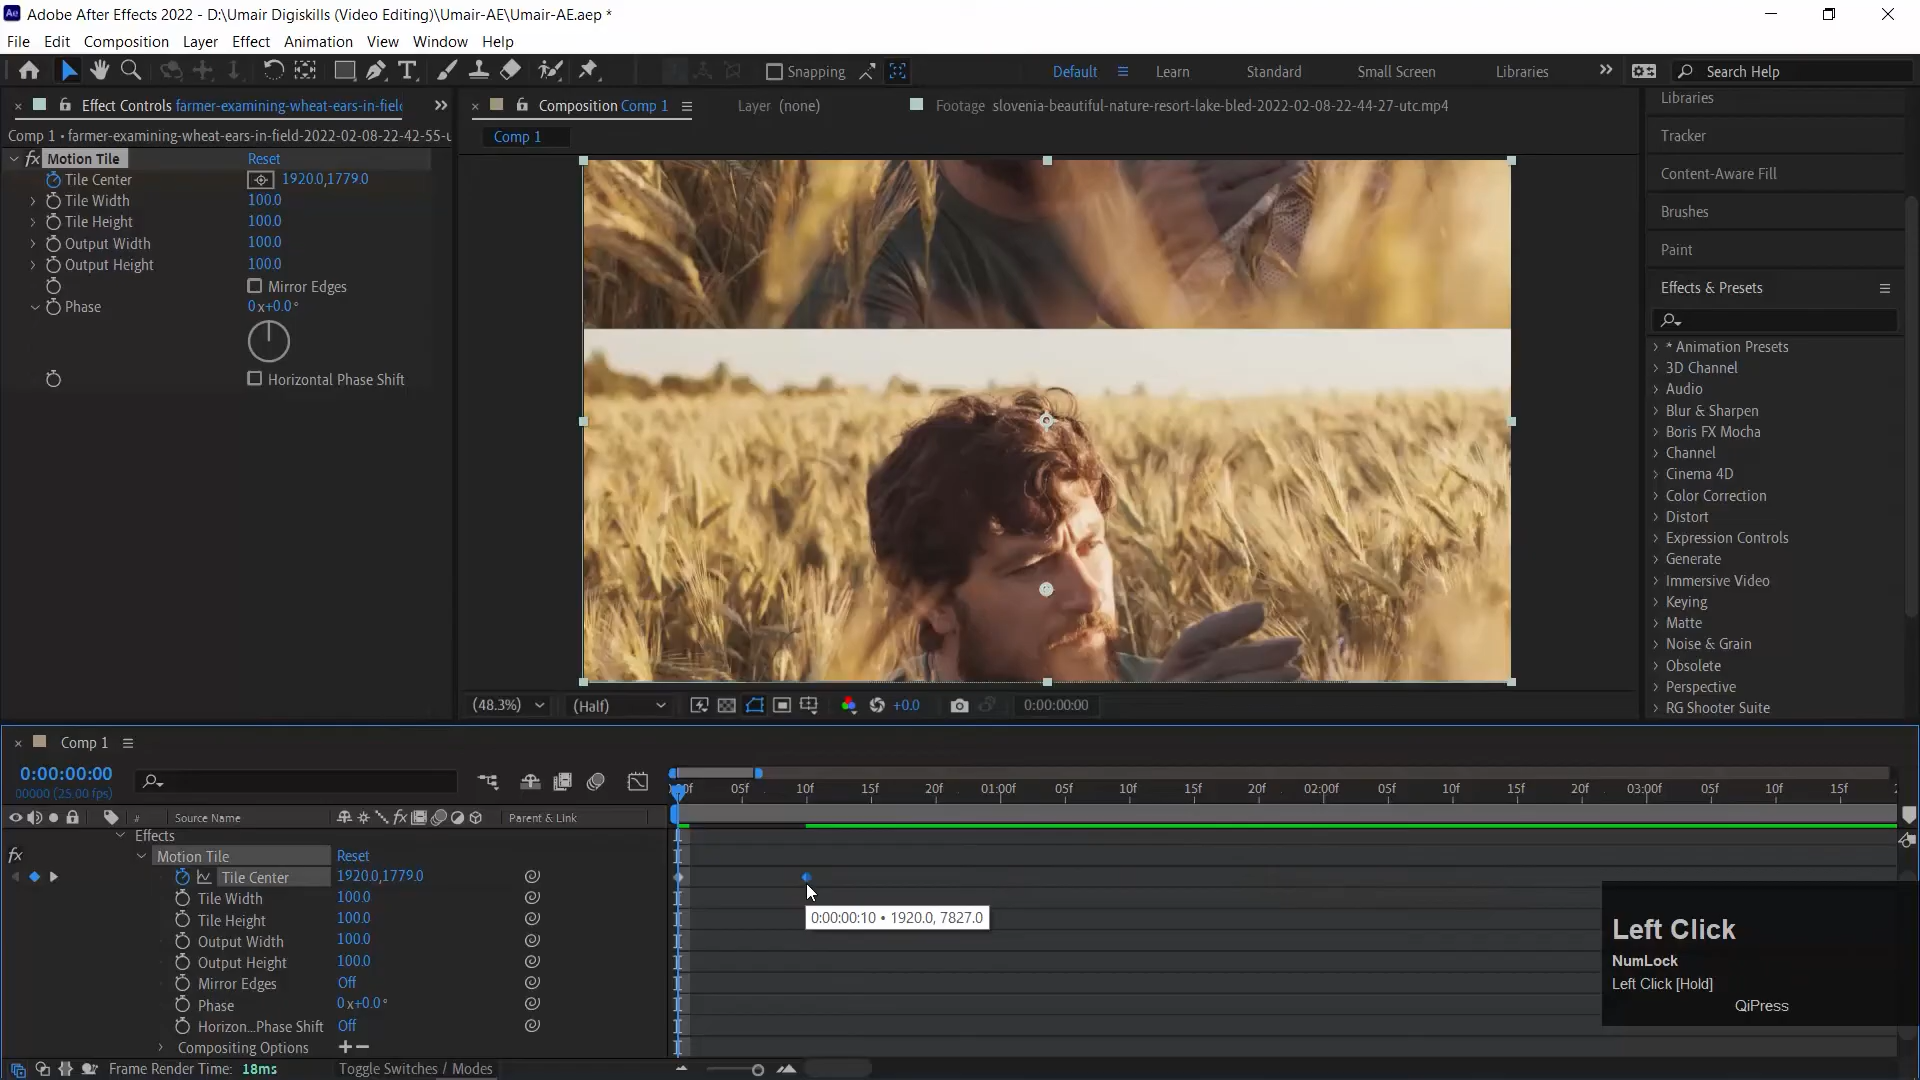 Adobe After Effects 2022 - D:\Umair Digiskills (Video Editing)\Umair-AE\Umair-AE.aep *
File Edit Composition Layer Effect Animation View Window Help
Snapping Default Learn Standard Small Screen Libraries Search Help
Effect Controls farmer-examining-wheat-ears-in-field
Composition Comp 1 Layer (none) Footage slovenia-beautiful-nature-resort-lake-bled-2022-02-08-22-44-27-utc.mp4
Comp 1 • farmer-examining-wheat-ears-in-field-2022-02-08-22-42-55-u
Comp 1
fx Motion Tile Reset
Tile Center 1920.0,1779.0
Tile Width 100.0
Tile Height 100.0
Output Width 100.0
Output Height 100.0
Mirror Edges
Phase 0x+0.0°
Horizontal Phase Shift
(48.3%) (Half) +0.0 0:00:00:00
Libraries
Tracker
Content-Aware Fill
Brushes
Paint
Effects & Presets
* Animation Presets
3D Channel
Audio
Blur & Sharpen
Boris FX Mocha
Channel
Cinema 4D
Color Correction
Distort
Expression Controls
Generate
Immersive Video
Keying
Matte
Noise & Grain
Obsolete
Perspective
RG Shooter Suite
Comp 1
0:00:00:00
00000 (25.00 fps)
05f 10f 15f 20f 01:00f 05f 10f 15f 20f 02:00f 05f 10f 15f 20f 03:00f 05f 10f 15f
# Source Name fx Parent & Link
Effects
fx Motion Tile Reset
Tile Center 1920.0,1779.0
Tile Width 100.0
Tile Height 100.0
Output Width 100.0
Output Height 100.0
Mirror Edges Off
Phase 0x+0.0°
Horizon...Phase Shift Off
Compositing Options +−
0:00:00:10 • 1920.0, 7827.0
Frame Render Time: 18ms Toggle Switches / Modes
Left Click
NumLock
Left Click [Hold]
QiPress